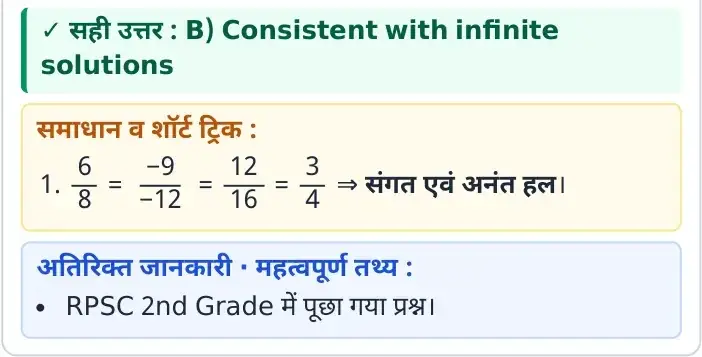 ✓ सही उत्तर : B) Consistent with infinite
solutions
समाधान व शॉर्ट ट्रिक :
1. 6/8 = −9/−12 = 12/16 = 3/4 ⇒ संगत एवं अनंत हल।
अतिरिक्त जानकारी · महत्वपूर्ण तथ्य :
• RPSC 2nd Grade में पूछा गया प्रश्न।